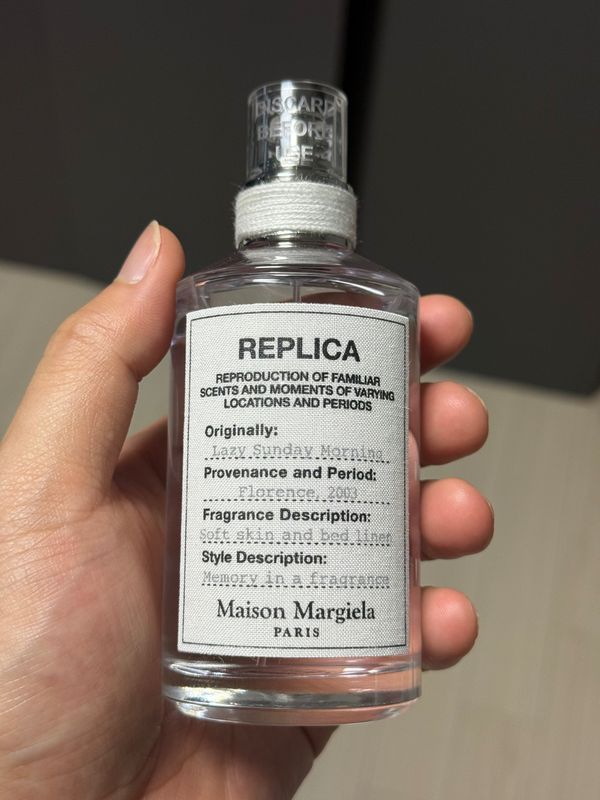 DISCARD
BEFORE
USE
REPLICA
REPRODUCTION OF FAMILIAR
SCENTS AND MOMENTS OF VARYING
LOCATIONS AND PERIODS
Originally:
Lazy Sunday Morning
Provenance and Period:
Florence, 2003
Fragrance Description:
Soft skin and bed linen
Style Description:
Memory in a fragrance
Maison Margiela
PARIS